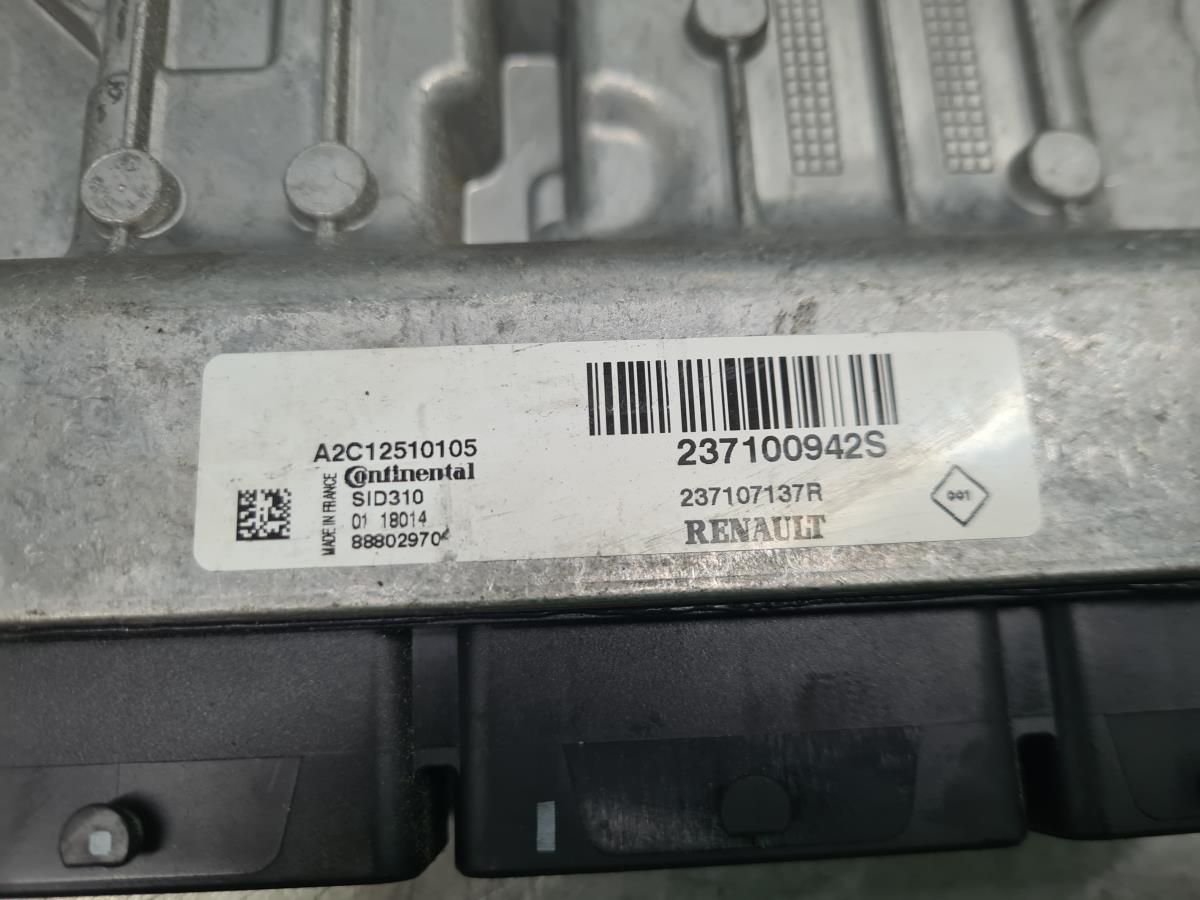 A2C12510105
Continental
MADE IN FRANCE
SID310
01 18014
88802970
237100942S
237107137R
RENAULT
001